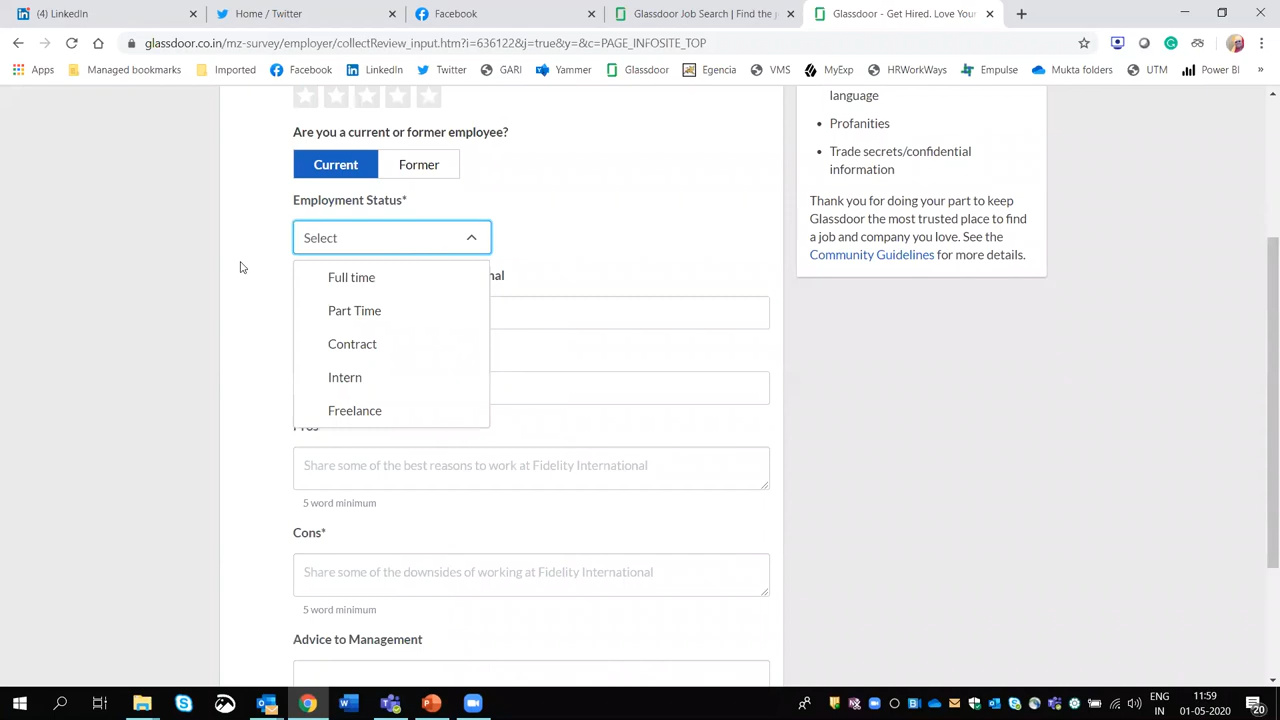 (4) LinkedIn
Home / Twitter
Facebook
Glassdoor Job Search | Find the j
Glassdoor - Get Hired. Love Your
glassdoor.co.in/mz-survey/employer/collectReview_input.htm?i=636122&j=true&y=&c=PAGE_INFOSITE_TOP
Apps Managed bookmarks Imported Facebook LinkedIn Twitter GARI Yammer Glassdoor Egencia VMS MyExp HRWorkWays Empulse Mukta folders UTM Power BI »
language
• Profanities
• Trade secrets/confidential
information
Thank you for doing your part to keep
Glassdoor the most trusted place to find
a job and company you love. See the
Community Guidelines for more details.
Are you a current or former employee?
Current Former
Employment Status*
Select
Full time
Part Time
Contract
Intern
Freelance
nal
Pros
Share some of the best reasons to work at Fidelity International
5 word minimum
Cons*
Share some of the downsides of working at Fidelity International
5 word minimum
Advice to Management
ENG
IN
11:59
01-05-2020
20